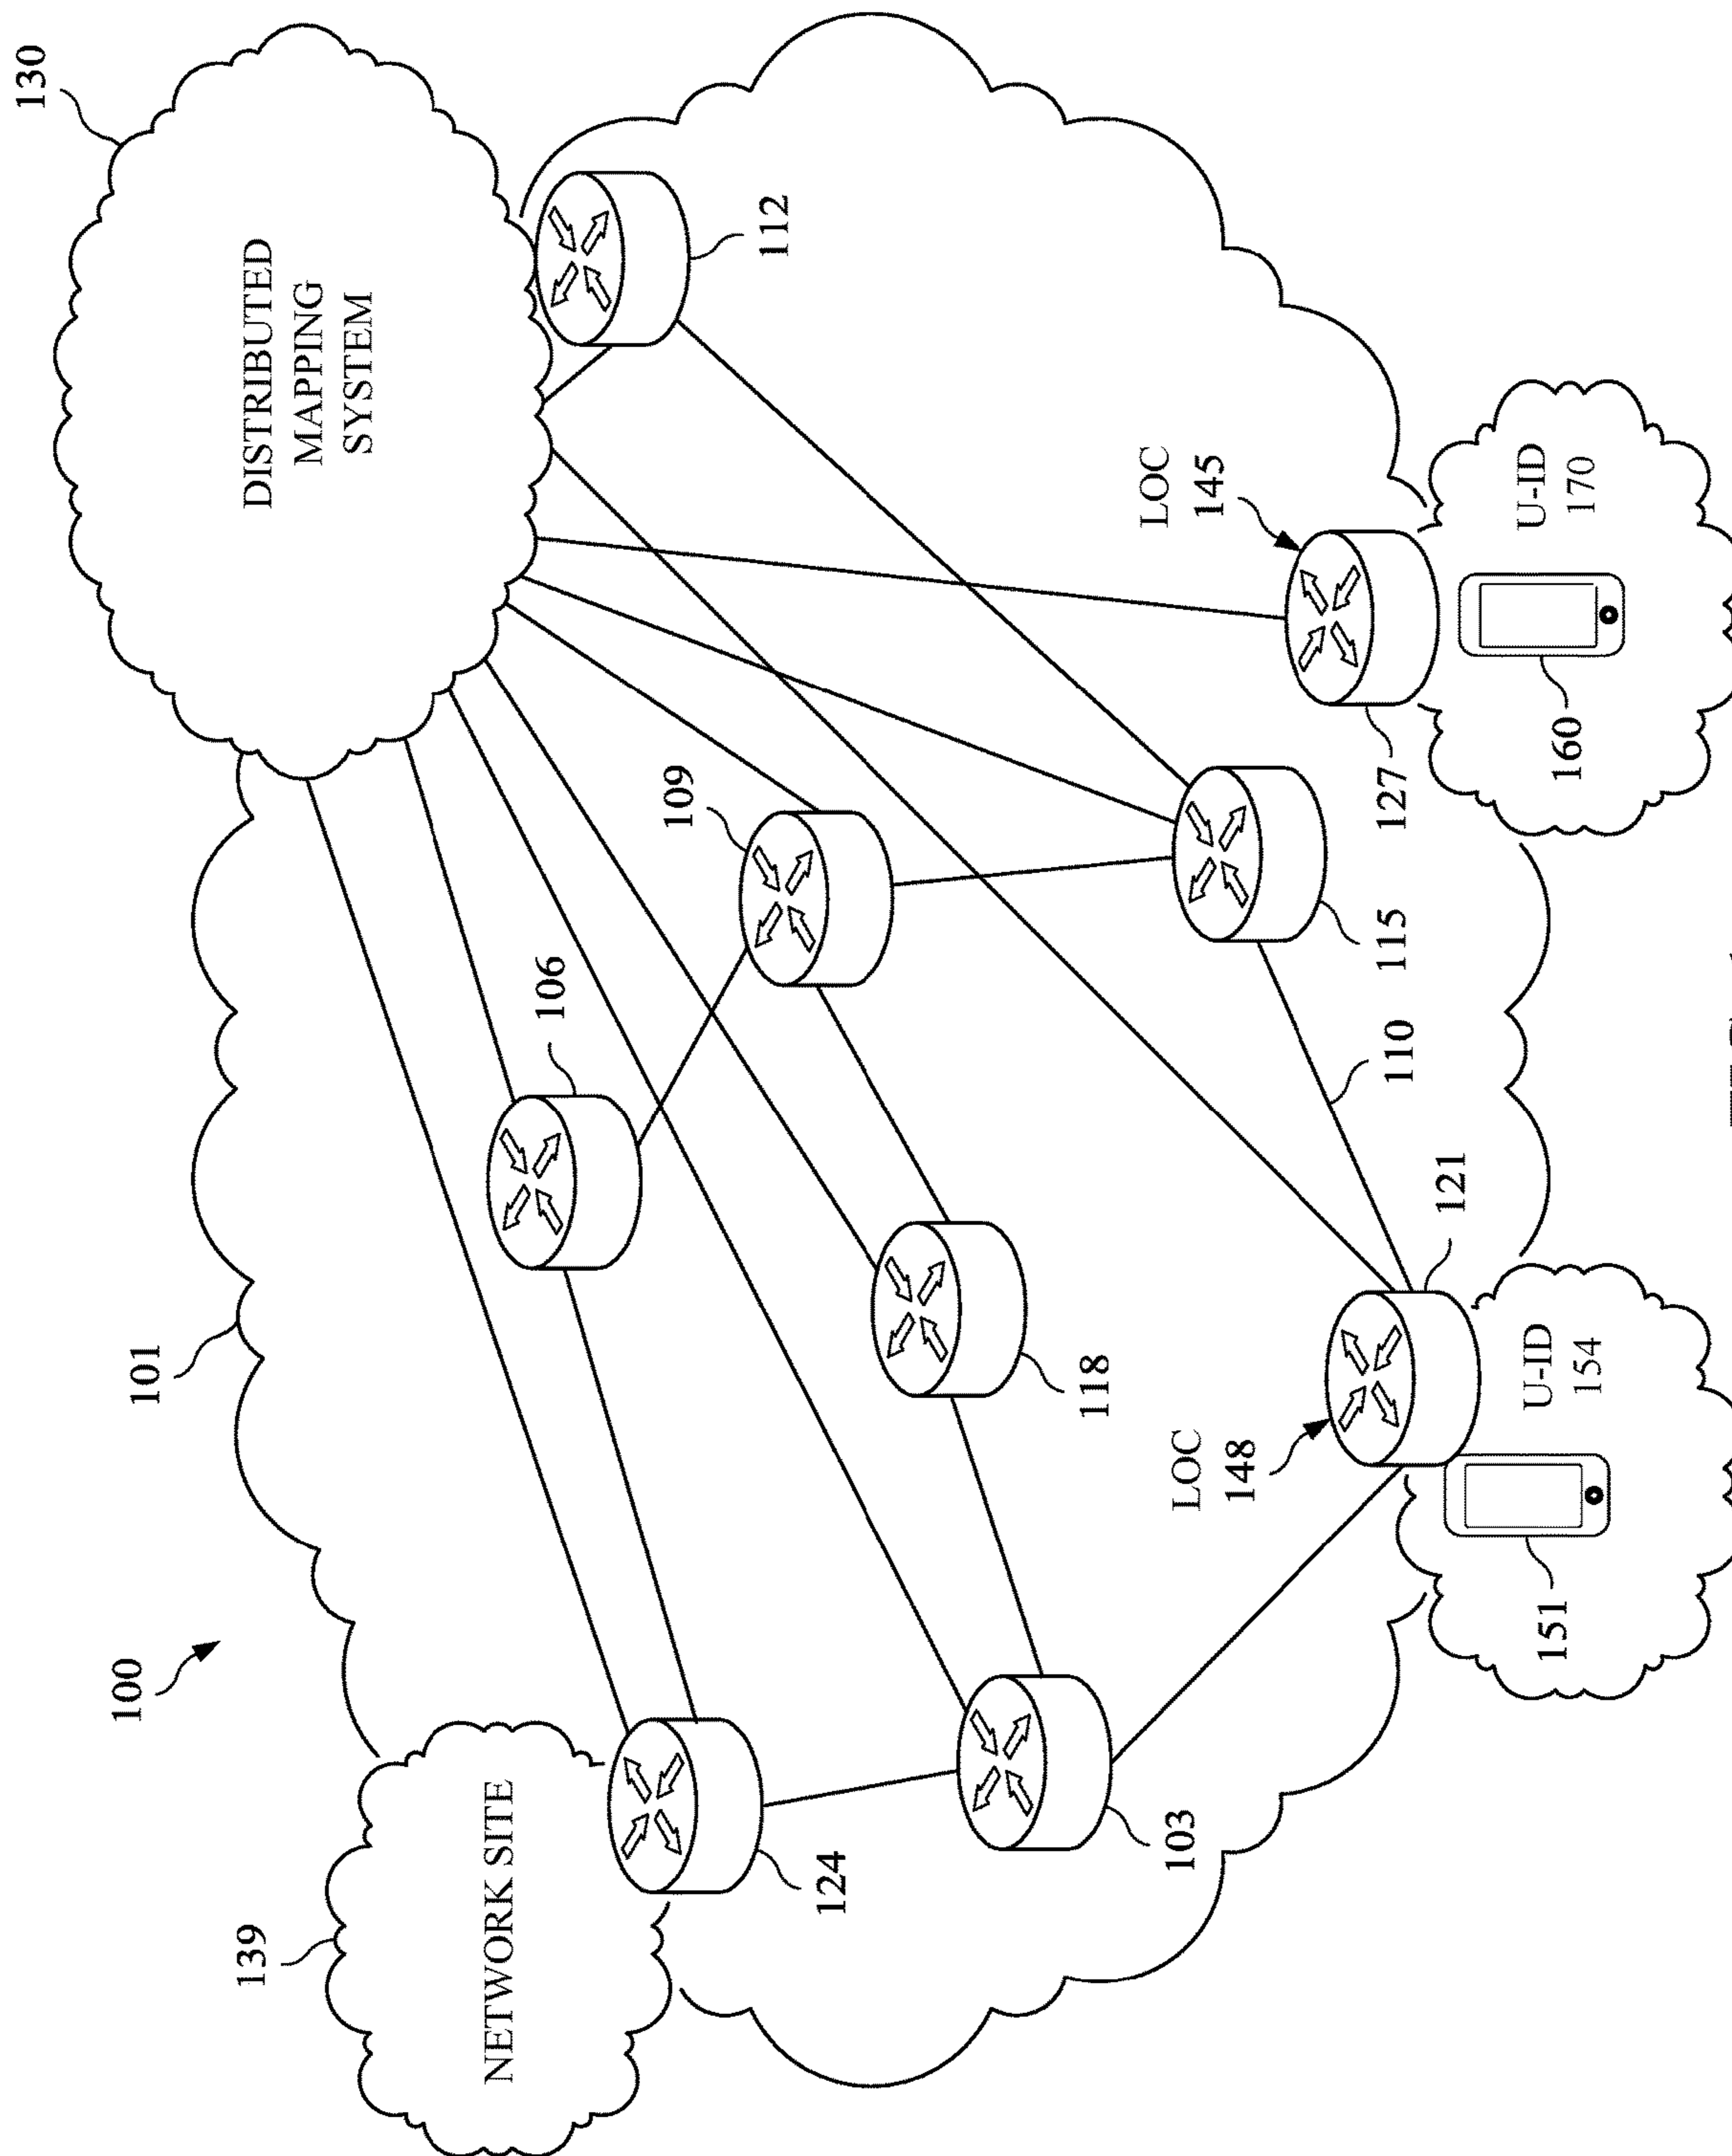 130
100
101
139
DISTRIBUTED
MAPPING
SYSTEM
NETWORK SITE
106
109
112
124
118
103
LOC
148
LOC
145
110
115
127
121
151
U-ID
154
160
U-ID
170